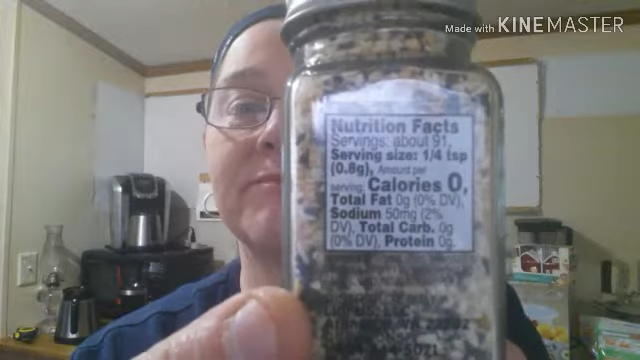 Made with KINEMASTER
Nutrition Facts
Servings: about 91,
Serving size: 1/4 tsp
(0.8g), Amount per
serving, Calories 0,
Total Fat 0g (0% DV),
Sodium 50mg (2%
DV), Total Carb. 0g
(0% DV), Protein 0g.